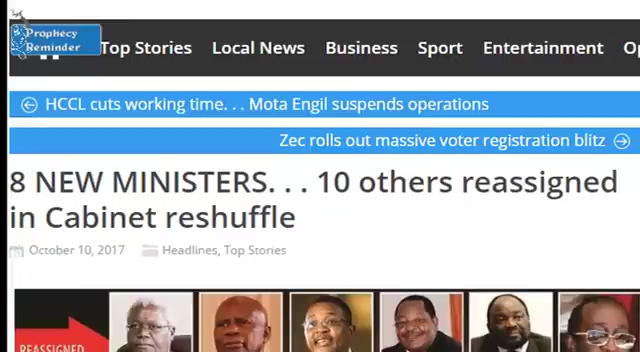 Prophecy
Reminder
Top Stories Local News Business Sport Entertainment
HCCL cuts working time. . . Mota Engil suspends operations
Zec rolls out massive voter registration blitz
8 NEW MINISTERS. . . 10 others reassigned
in Cabinet reshuffle
October 10, 2017 Headlines, Top Stories
REASSIGNED